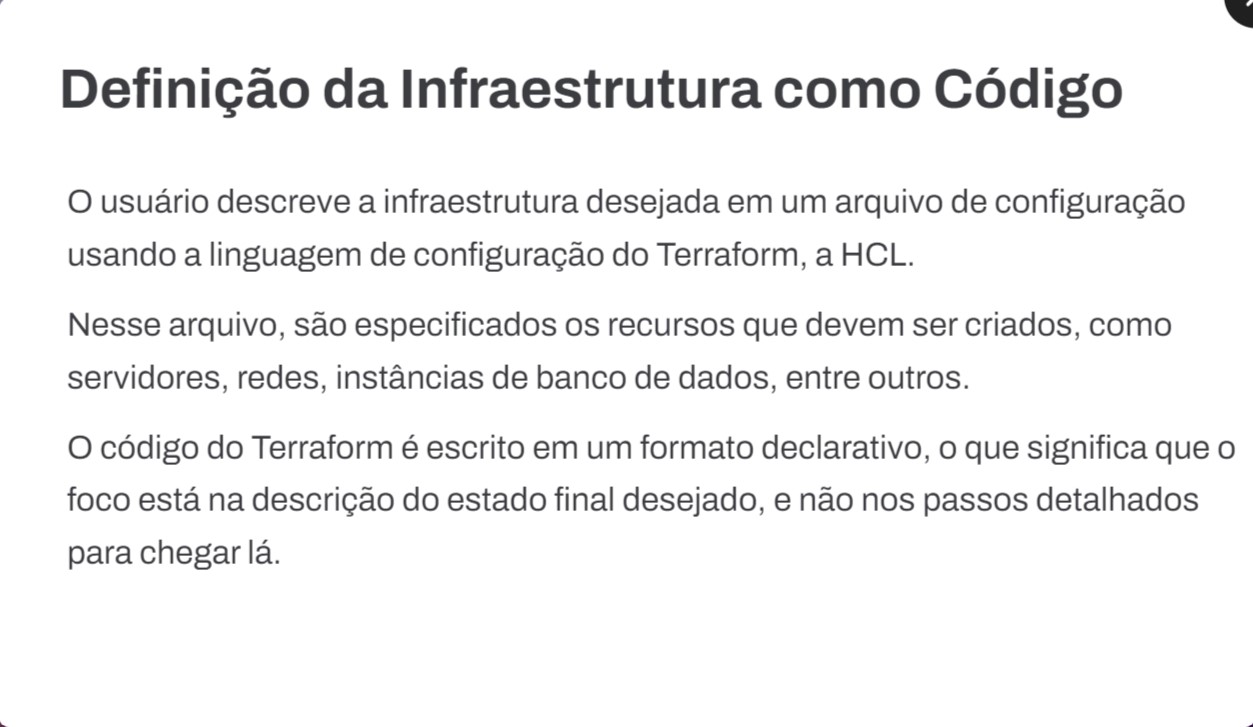 Definição da Infraestrutura como Código
O usuário descreve a infraestrutura desejada em um arquivo de configuração
usando a linguagem de configuração do Terraform, a HCL.
Nesse arquivo, são especificados os recursos que devem ser criados, como
servidores, redes, instâncias de banco de dados, entre outros.
O código do Terraform é escrito em um formato declarativo, o que significa que o
foco está na descrição do estado final desejado, e não nos passos detalhados
para chegar lá.